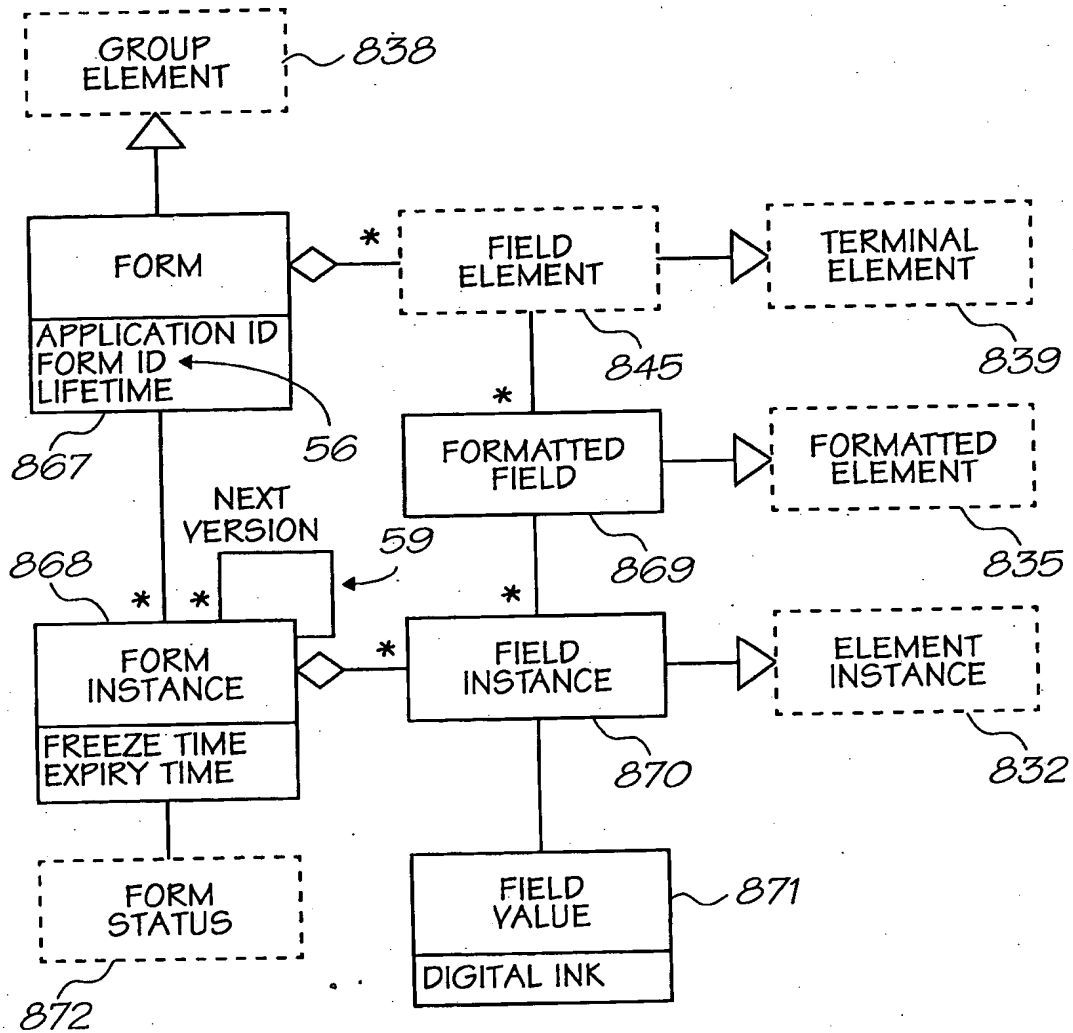 GROUP
ELEMENT
838
FORM
*
FIELD
ELEMENT
TERMINAL
ELEMENT
APPLICATION ID
FORM ID
LIFETIME
845
839
867
56
*
FORMATTED
FIELD
FORMATTED
ELEMENT
NEXT
VERSION
59
869
835
868
*
*
*
*
FORM
INSTANCE
FIELD
INSTANCE
ELEMENT
INSTANCE
FREEZE TIME
EXPIRY TIME
870
832
FORM
STATUS
FIELD
VALUE
871
DIGITAL INK
872